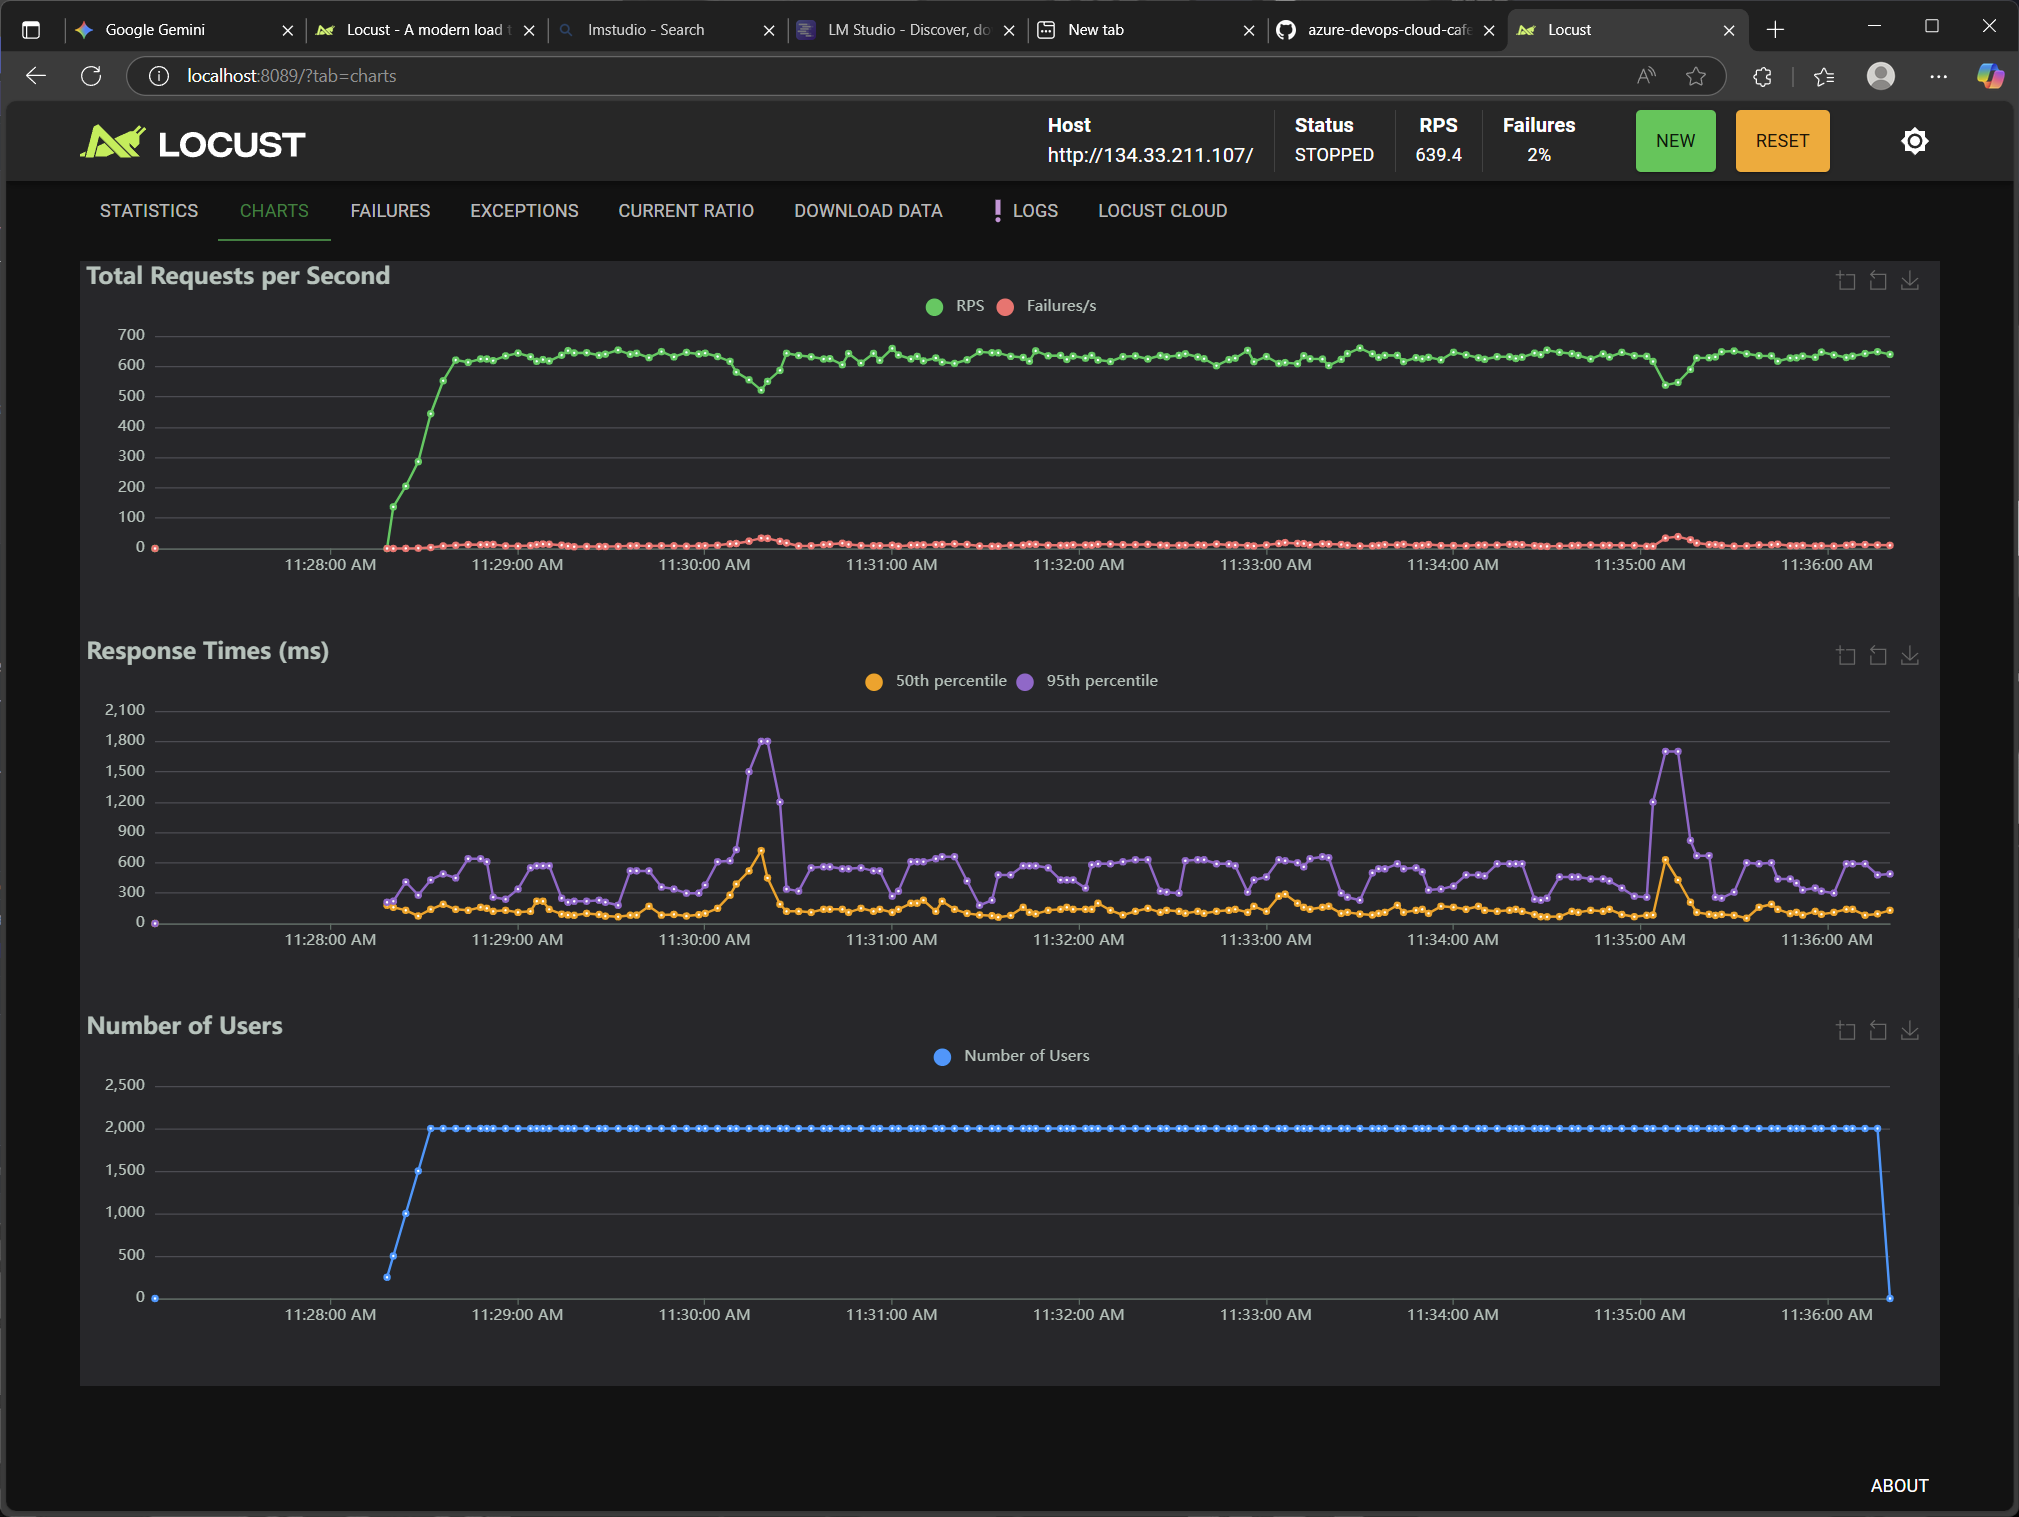 Google Gemini
Locust - A modern load t
lmstudio - Search
LM Studio - Discover, do
New tab
azure-devops-cloud-cafe
Locust
localhost:8089/?tab=charts
LOCUST
Host
http://134.33.211.107/
Status
STOPPED
RPS
639.4
Failures
2%
NEW
RESET
STATISTICS
CHARTS
FAILURES
EXCEPTIONS
CURRENT RATIO
DOWNLOAD DATA
LOGS
LOCUST CLOUD
Total Requests per Second
RPS
Failures/s
700
600
500
400
300
200
100
0
11:28:00 AM
11:29:00 AM
11:30:00 AM
11:31:00 AM
11:32:00 AM
11:33:00 AM
11:34:00 AM
11:35:00 AM
11:36:00 AM
Response Times (ms)
50th percentile
95th percentile
2,100
1,800
1,500
1,200
900
600
300
0
11:28:00 AM
11:29:00 AM
11:30:00 AM
11:31:00 AM
11:32:00 AM
11:33:00 AM
11:34:00 AM
11:35:00 AM
11:36:00 AM
Number of Users
Number of Users
2,500
2,000
1,500
1,000
500
0
11:28:00 AM
11:29:00 AM
11:30:00 AM
11:31:00 AM
11:32:00 AM
11:33:00 AM
11:34:00 AM
11:35:00 AM
11:36:00 AM
ABOUT